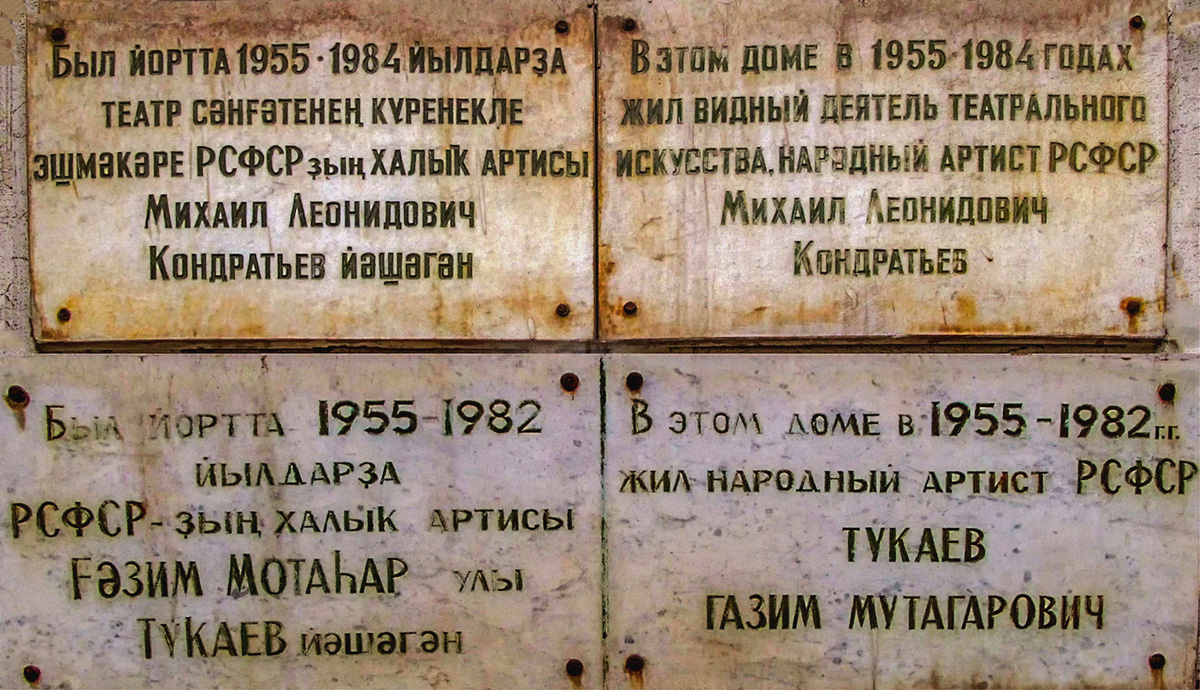 Был йортта 1955·1984 йылдарҙа
театр сәнғәтенең күренекле
эшмәкәре РСФСР ҙың халыҡ артисы
Михаил Леонидович
Кондратьев йәшәгән
В этом доме в 1955·1984 годах
жил видный деятель театрального
искусства, народный артист РСФСР
Михаил Леонидович
Кондратьев
Был йортта 1955-1982
йылдарҙа
РСФСР-ҙың халыҡ артисы
Ғәзим Мотаһар улы
Тукаев йәшәгән
В этом доме в 1955-1982 г.г.
жил народный артист РСФСР
Тукаев
Газим Мутагарович